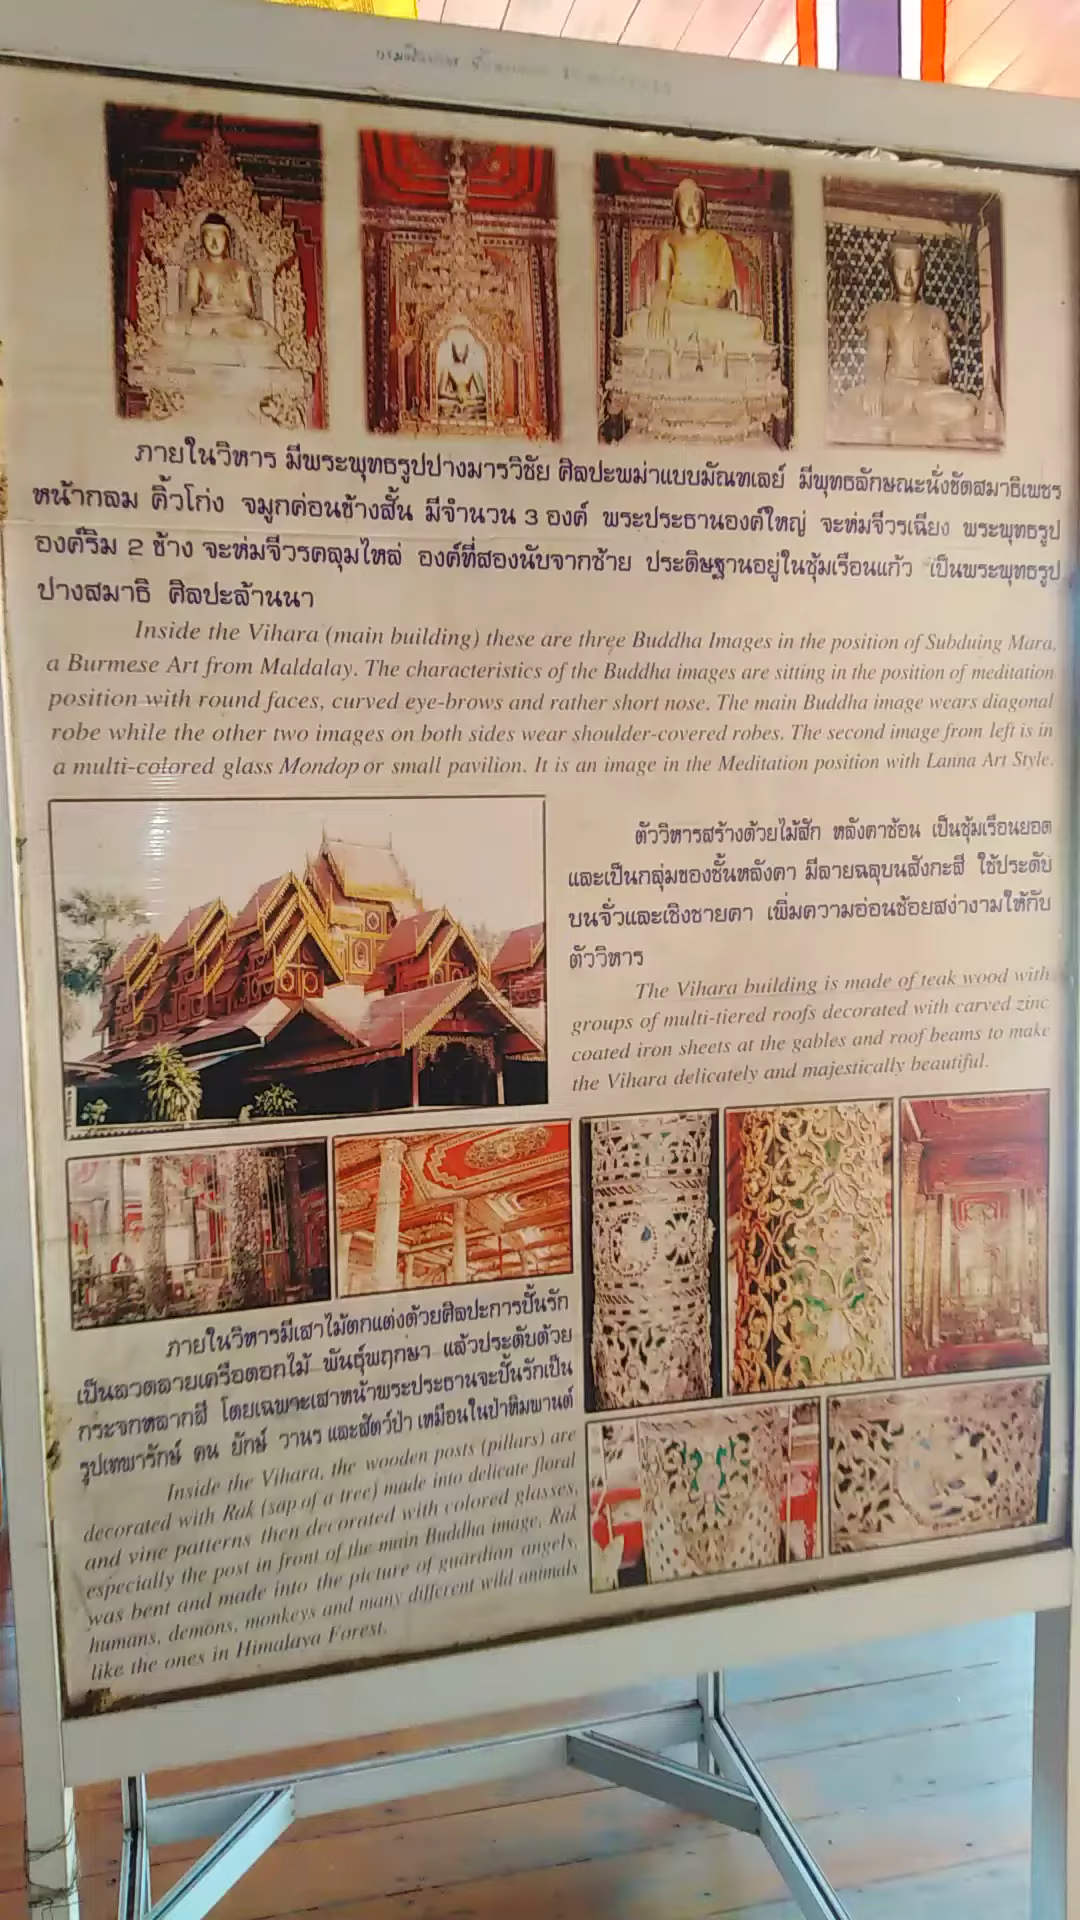 ภายในวิหาร มีพระพุทธรูปปางมารวิชัย ศิลปะพม่าแบบมัณฑเลย์ มีพุทธลักษณะนั่งขัดสมาธิเพชร
หน้ากลม คิ้วโก่ง จมูกค่อนข้างสั้น มีจำนวน 3 องค์ พระประธานองค์ใหญ่ จะห่มจีวรเฉียง พระพุทธรูป
องค์ริม 2 ข้าง จะห่มจีวรคลุมไหล่ องค์ที่สองนับจากซ้าย ประดิษฐานอยู่ในซุ้มเรือนแก้ว เป็นพระพุทธรูป
ปางสมาธิ ศิลปะล้านนา
Inside the Vihara (main building) these are three Buddha Images in the position of Subduing Mara,
a Burmese Art from Maldalay. The characteristics of the Buddha images are sitting in the position of meditation
position with round faces, curved eye-brows and rather short nose. The main Buddha image wears diagonal
robe while the other two images on both sides wear shoulder-covered robes. The second image from left is in
a multi-colored glass Mondop or small pavilion. It is an image in the Meditation position with Lanna Art Style.
ตัววิหารสร้างด้วยไม้สัก หลังคาซ้อน เป็นซุ้มเรือนยอด
และเป็นกลุ่มของชั้นหลังคา มีลายฉลุบนสังกะสี ใช้ประดับ
บนจั่วและเชิงชายคา เพิ่มความอ่อนช้อยสง่างามให้กับ
ตัววิหาร
The Vihara building is made of teak wood with
groups of multi-tiered roofs decorated with carved zinc
coated iron sheets at the gables and roof beams to make
the Vihara delicately and majestically beautiful.
ภายในวิหารมีเสาไม้ตกแต่งด้วยศิลปะการปั้นรัก
เป็นลวดลายเครือดอกไม้ พันธุ์พฤกษา แล้วประดับด้วย
กระจกหลากสี โดยเฉพาะเสาหน้าพระประธานจะปั้นรักเป็น
รูปเทพารักษ์ คน ยักษ์ วานร และสัตว์ป่า เหมือนในป่าหิมพานต์
Inside the Vihara, the wooden posts (pillars) are
decorated with Rak (sap of a tree) made into delicate floral
and vine patterns then decorated with colored glasses,
especially the post in front of the main Buddha image. Rak
was bent and made into the picture of guardian angels,
humans, demons, monkeys and many different wild animals
like the ones in Himalaya Forest.